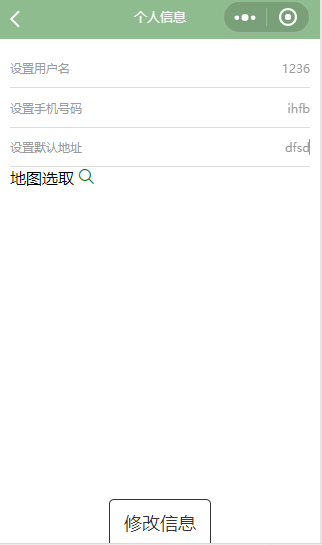 个人信息
设置用户名 1236
设置手机号码 ihfb
设置默认地址 dfsd
地图选取
修改信息